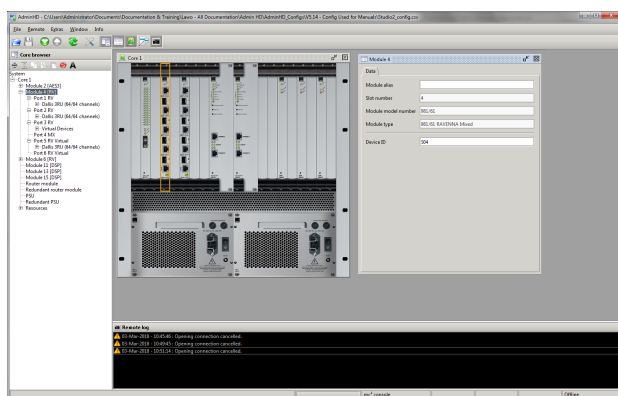 AdminHD - C:\Users\Administrator\Documents\Documentation & Training\Lawo - All Documentation\Admin HD\AdminHD_Configs\V5.14 - Config Used for Manuals\Studio2_config.csv
File Remote Extras Window Info
Core browser
System
Core 1
Module 2 [AES3]
Module 4 [RV]
Port 1 RV
Dallis 3RU (64/64 channels)
Port 2 RV
Dallis 3RU (64/64 channels)
Port 3 RV
Virtual Devices
Port 4 MX
Port 5 RV Virtual
Dallis 3RU (64/64 channels)
Port 6 RV Virtual
Module 6 [RV]
Module 11 [DSP]
Module 13 [DSP]
Module 15 [DSP]
Router module
Redundant router module
PSU
Redundant PSU
Resources
Core 1
Module 4
Data
Module alias
Slot number 4
Module model number 981/61
Module type 981/61 RAVENNA Mixed
Device ID 504
Remote log
03-Mar-2018 - 10:45:46 : Opening connection cancelled.
03-Mar-2018 - 10:49:45 : Opening connection cancelled.
03-Mar-2018 - 10:51:14 : Opening connection cancelled.
mc² console
Offline